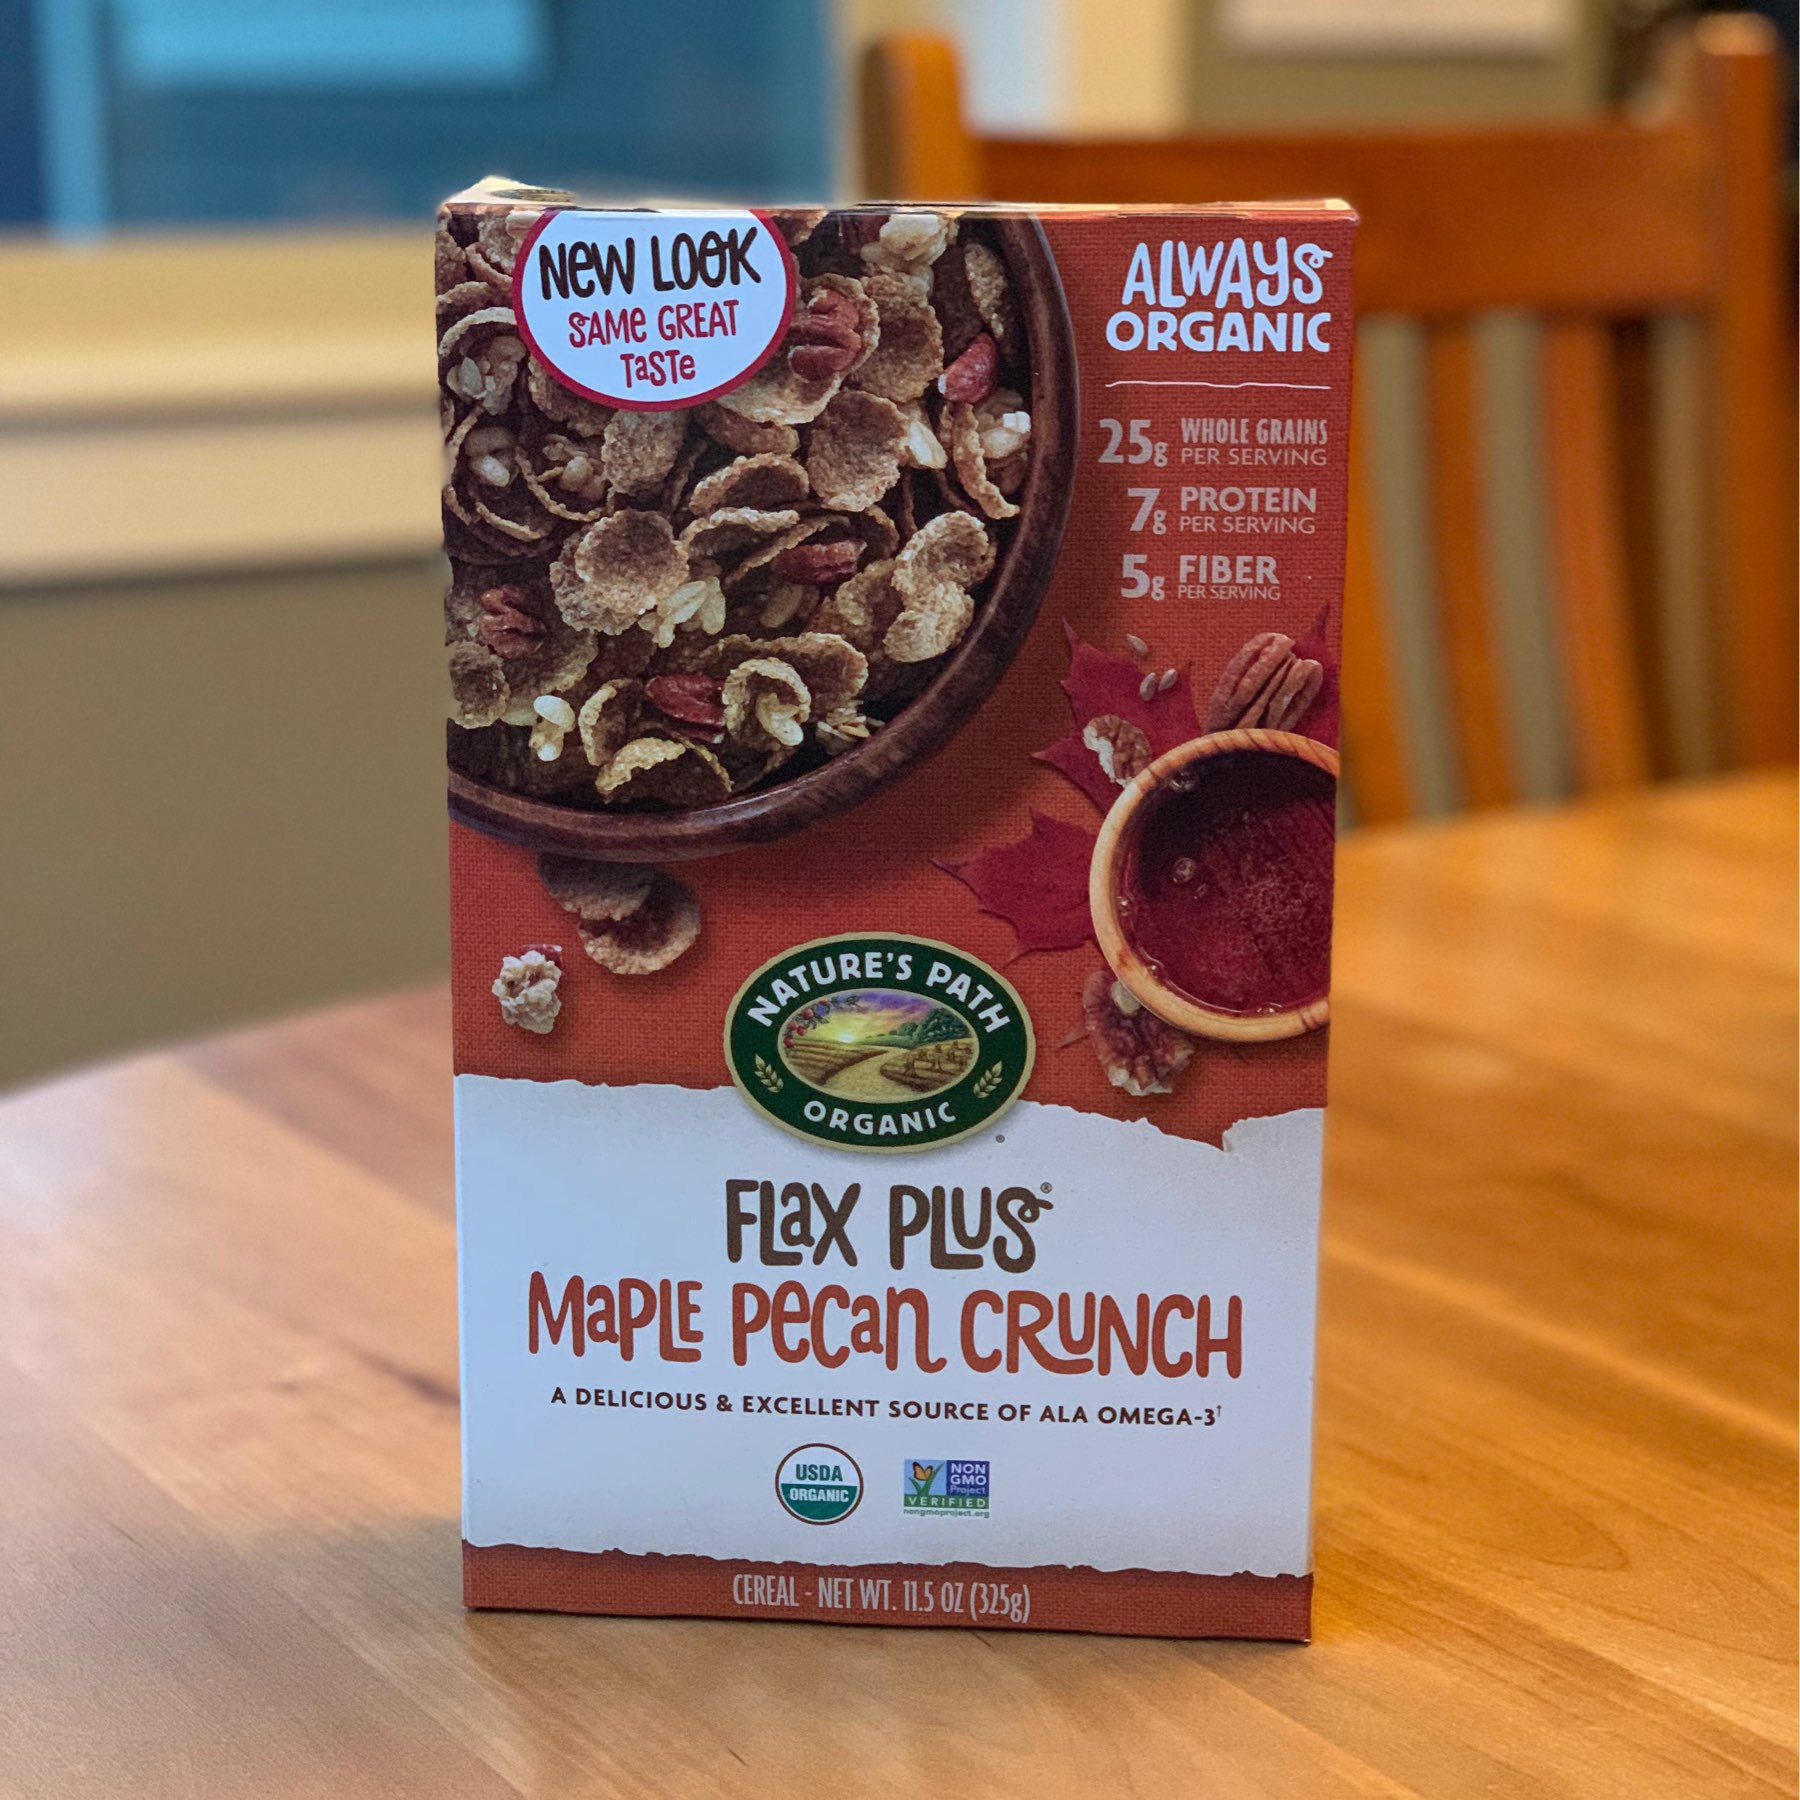 New LOOK
SAME GREAT
TaSTe
ALWAYS
ORGANIC
25g WHOLE GRAINS
PER SERVING
7g PROTEIN
PER SERVING
5g FIBER
PER SERVING
NATURE'S PATH
ORGANIC
®
FLax PLUS®
MaPLE PeCan CRUNCH
A DELICIOUS & EXCELLENT SOURCE OF ALA OMEGA-3†
USDA
ORGANIC
NON
GMO
Project
VERIFIED
nongmoproject.org
CEREAL - NET WT. 11.5 OZ (325g)